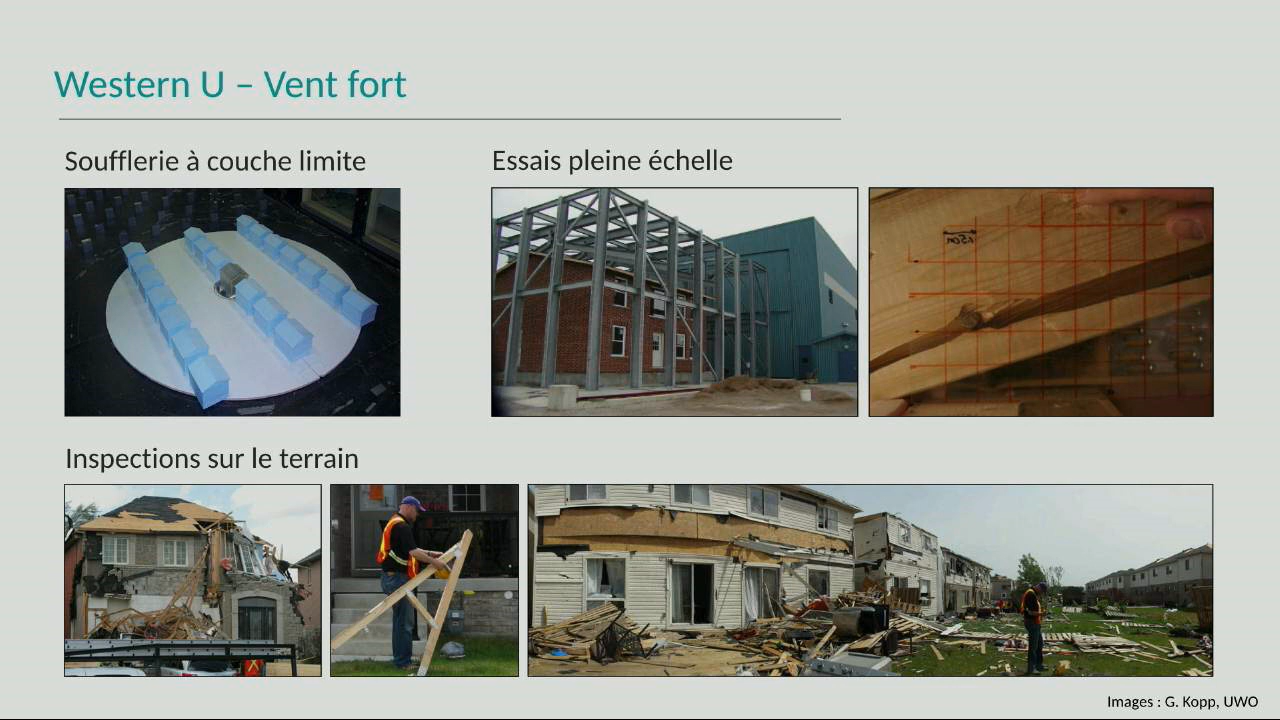 Western U – Vent fort
Soufflerie à couche limite
Essais pleine échelle
Inspections sur le terrain
Images : G. Kopp, UWO